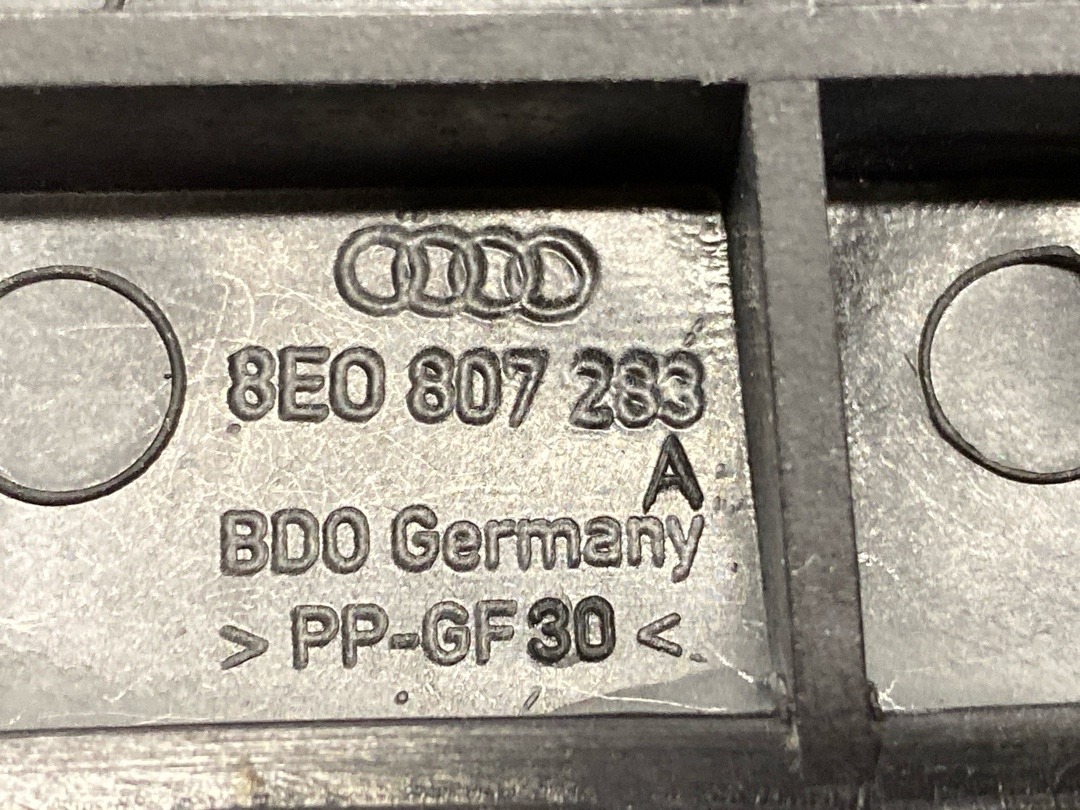 8E0 807 283
A
BDO Germany
> PP-GF30 <